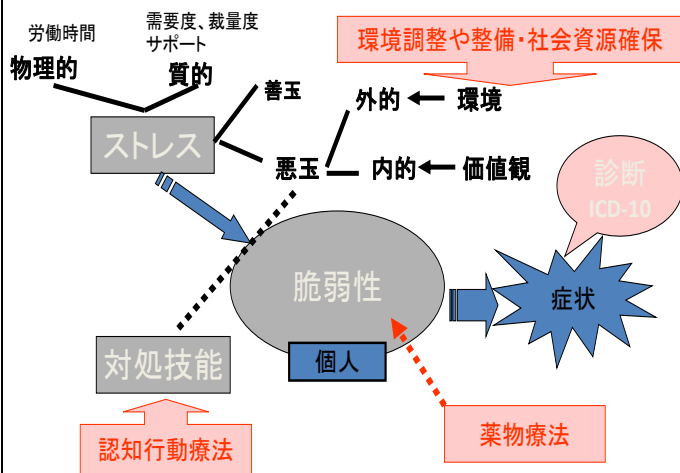 労働時間
需要度、裁量度
サポート
環境調整や整備・社会資源確保
物理的
質的
善玉
外的
環境
ストレス
悪玉
内的
価値観
診断
ICD-10
脆弱性
症状
対処技能
個人
認知行動療法
薬物療法